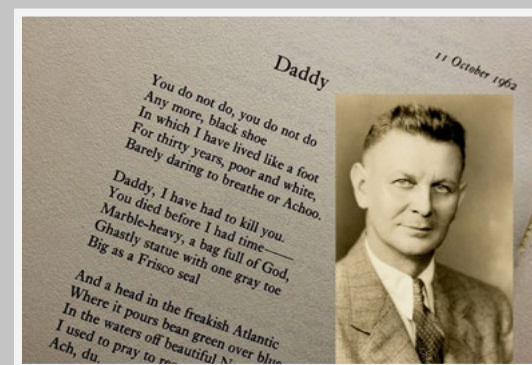 Daddy
11 October 1962
You do not do, you do not do
Any more, black shoe
In which I have lived like a foot
For thirty years, poor and white,
Barely daring to breathe or Achoo.
Daddy, I have had to kill you.
You died before I had time——
Marble-heavy, a bag full of God,
Ghastly statue with one gray toe
Big as a Frisco seal
And a head in the freakish Atlantic
Where it pours bean green over blue
In the waters off beautiful
I used to pray to
Ach, du.